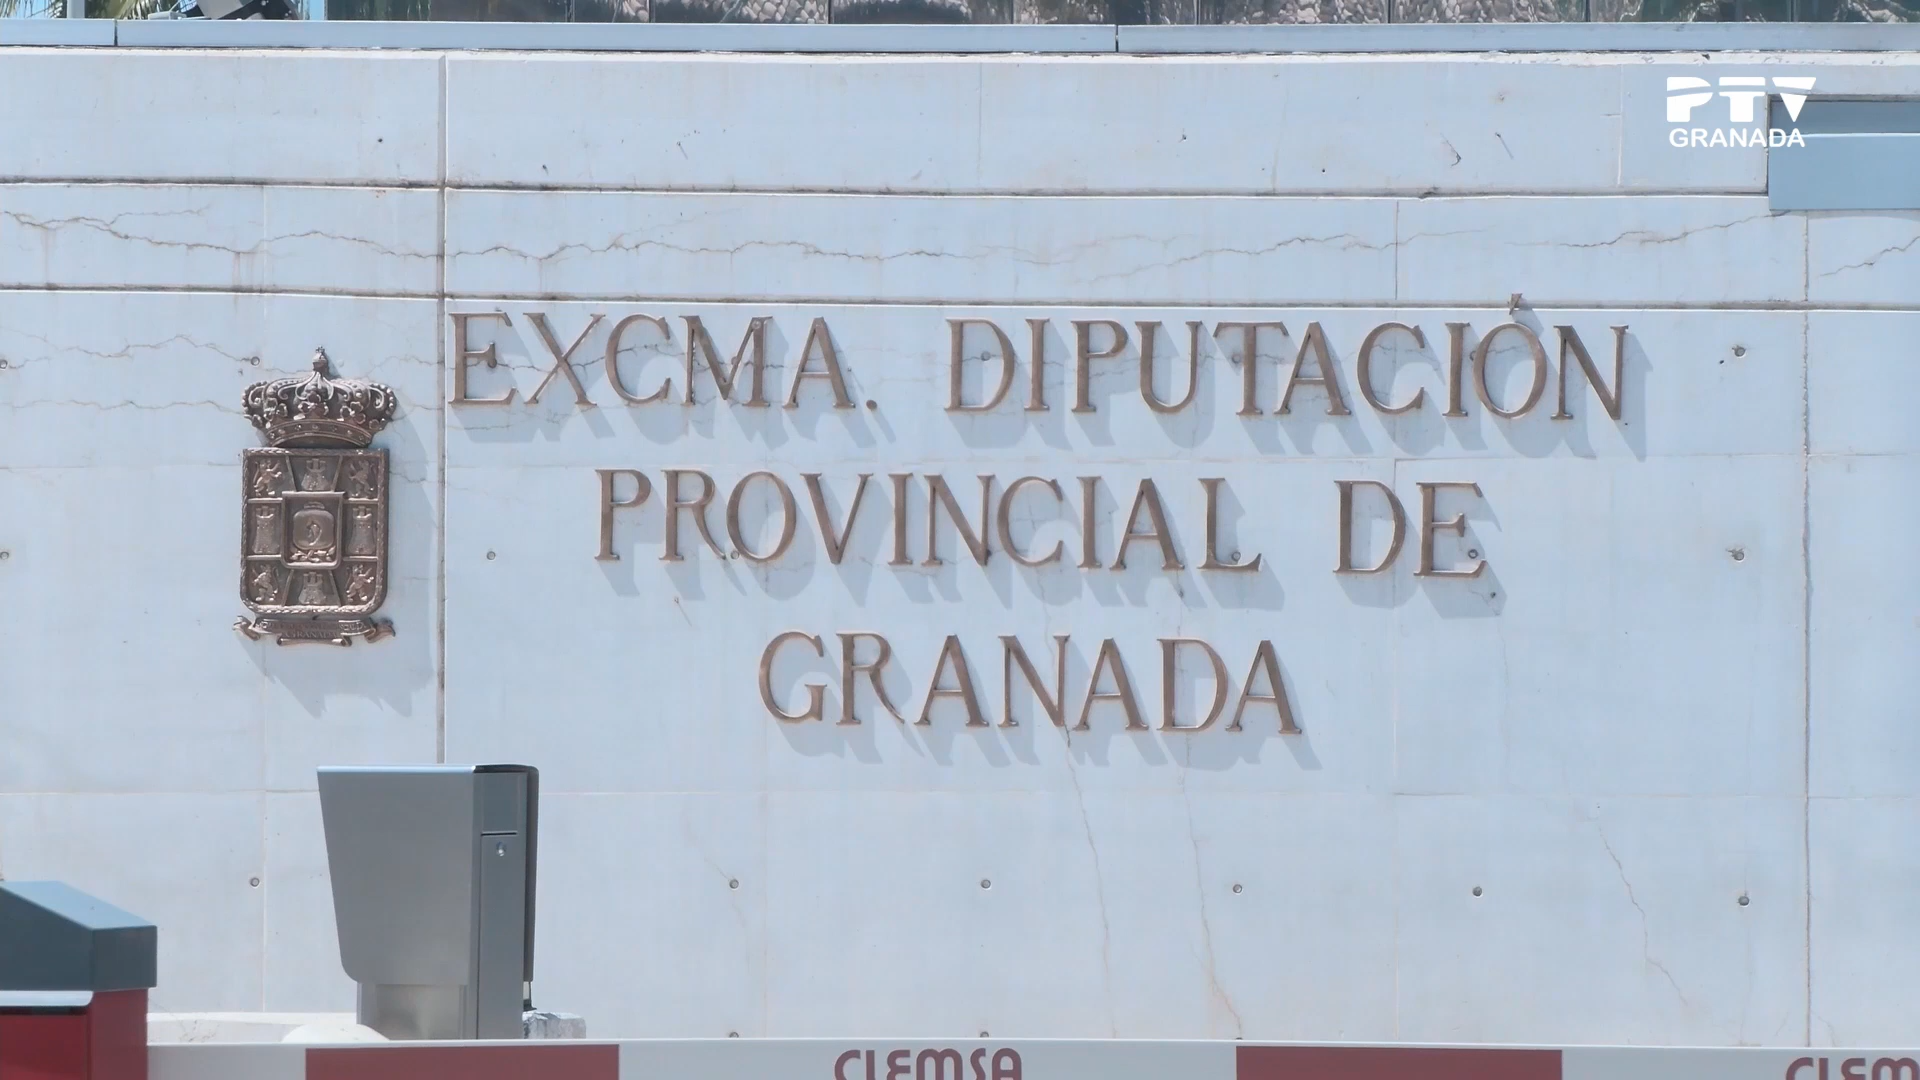 PTV
GRANADA
EXCMA. DIPUTACIÓN
PROVINCIAL DE
GRANADA
CLEMSA